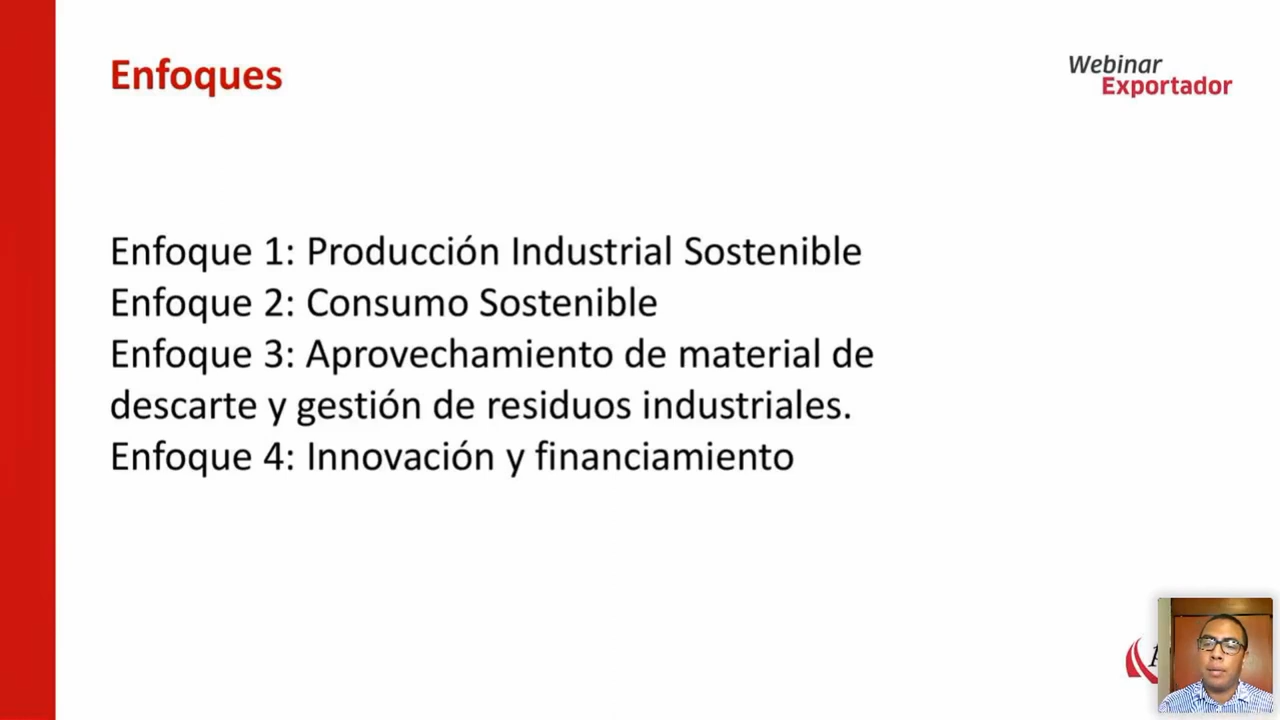 Enfoques
Webinar
Exportador
Enfoque 1: Producción Industrial Sostenible
Enfoque 2: Consumo Sostenible
Enfoque 3: Aprovechamiento de material de
descarte y gestión de residuos industriales.
Enfoque 4: Innovación y financiamiento